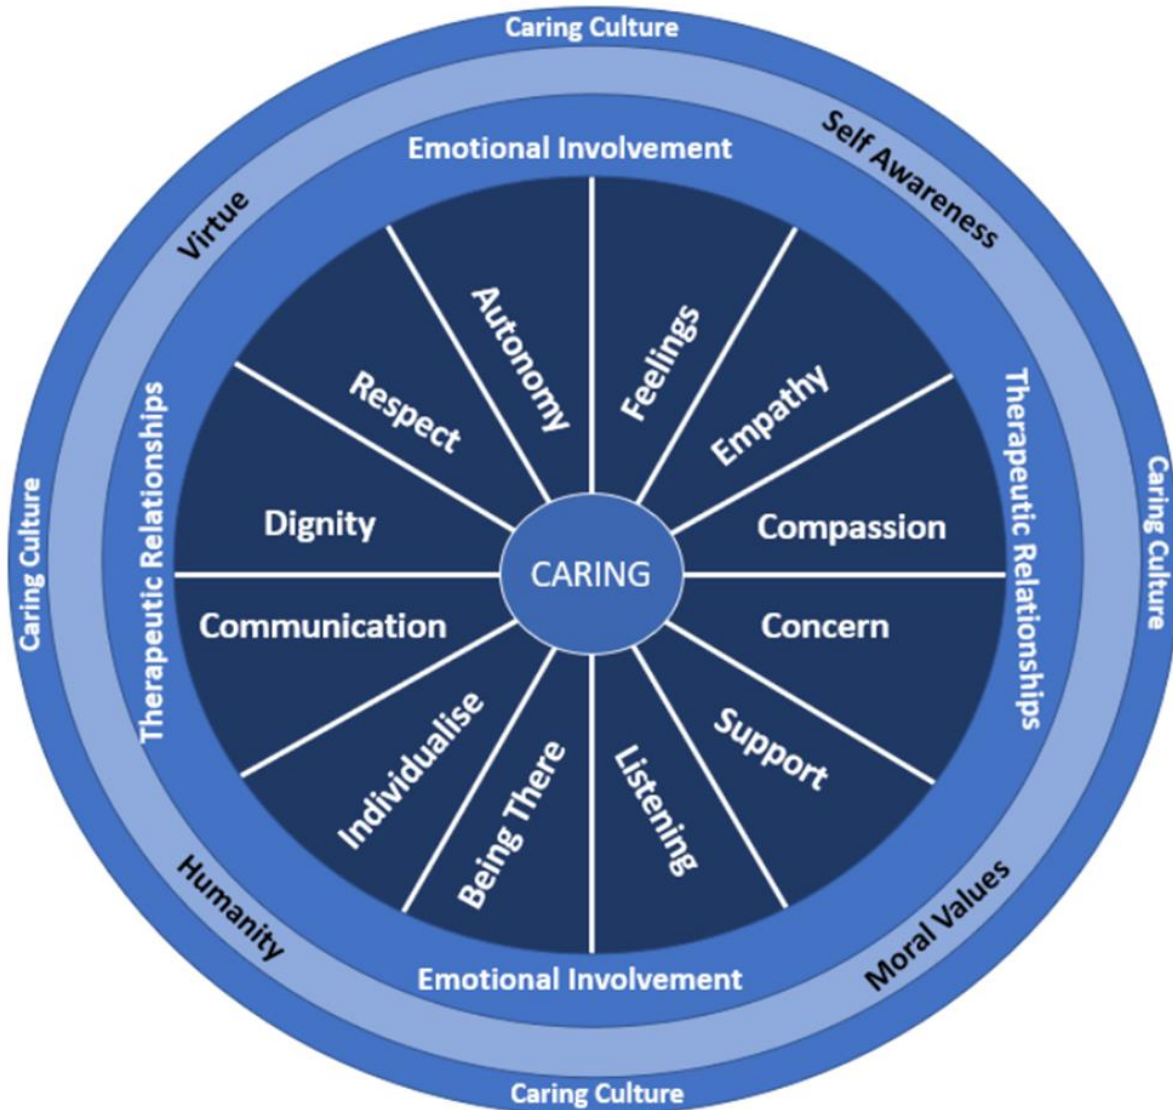 Caring Culture
Self Awareness
Emotional Involvement
Virtue
Autonomy
Feelings
Respect
Empathy
Therapeutic Relationships
Therapeutic Relationships
Caring Culture
Caring Culture
Dignity
Compassion
CARING
Communication
Concern
Individualise
Support
Being There
Listening
Humanity
Moral Values
Emotional Involvement
Caring Culture